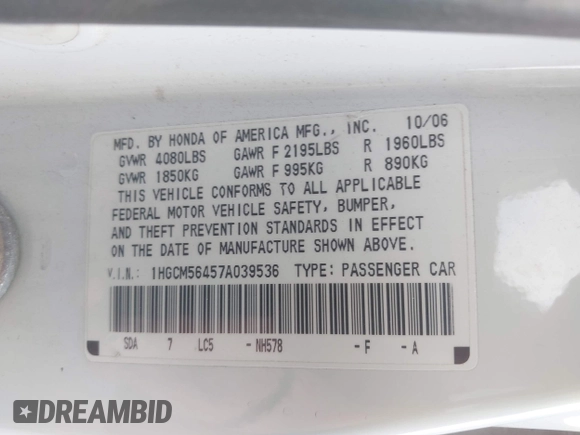 MFD. BY HONDA OF AMERICA MFG., INC. 10/06
GVWR 4080LBS GAWR F 2195LBS R 1960LBS
GVWR 1850KG GAWR F 995KG R 890KG
THIS VEHICLE CONFORMS TO ALL APPLICABLE
FEDERAL MOTOR VEHICLE SAFETY, BUMPER,
AND THEFT PREVENTION STANDARDS IN EFFECT
ON THE DATE OF MANUFACTURE SHOWN ABOVE.
V.I.N.: 1HGCM56457A039536 TYPE: PASSENGER CAR
SDA 7 LC5 -NH578 -F -A
DREAMBID